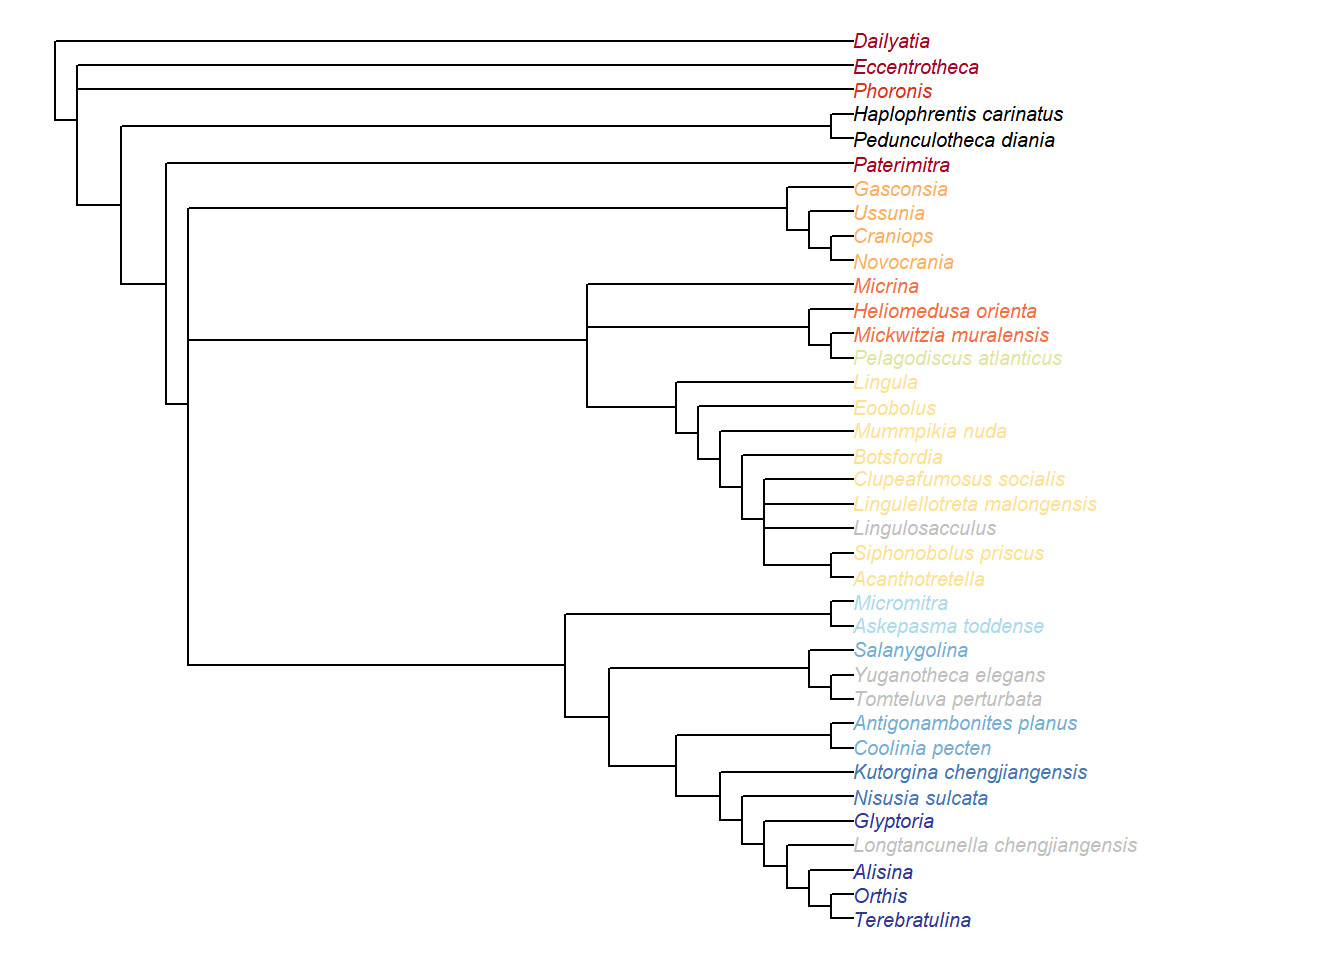 Dailyatia
Eccentrotheca
Phoronis
Haplophrentis carinatus
Pedunculotheca diania
Paterimitra
Gasconsia
Ussunia
Craniops
Novocrania
Micrina
Heliomedusa orienta
Mickwitzia muralensis
Pelagodiscus atlanticus
Lingula
Eoobolus
Mummpikia nuda
Botsfordia
Clupeafumosus socialis
Lingulellotreta malongensis
Lingulosacculus
Siphonobolus priscus
Acanthotretella
Micromitra
Askepasma toddense
Salanygolina
Yuganotheca elegans
Tomteluva perturbata
Antigonambonites planus
Coolinia pecten
Kutorgina chengjiangensis
Nisusia sulcata
Glyptoria
Longtancunella chengjiangensis
Alisina
Orthis
Terebratulina